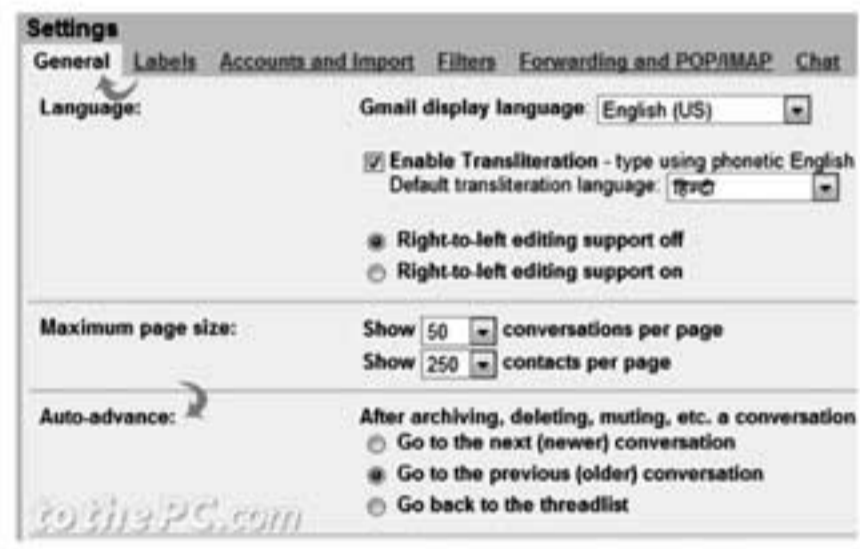 Settings
General Labels Accounts and Import Filters Forwarding and POP/IMAP Chat
Language: Gmail display language: English (US)
Enable Transliteration - type using phonetic English
Default transliteration language: हिन्दी
Right-to-left editing support off
Right-to-left editing support on
Maximum page size: Show 50 conversations per page
Show 250 contacts per page
Auto-advance: After archiving, deleting, muting, etc. a conversation
Go to the next (newer) conversation
Go to the previous (older) conversation
Go back to the threadlist
tothePC.com